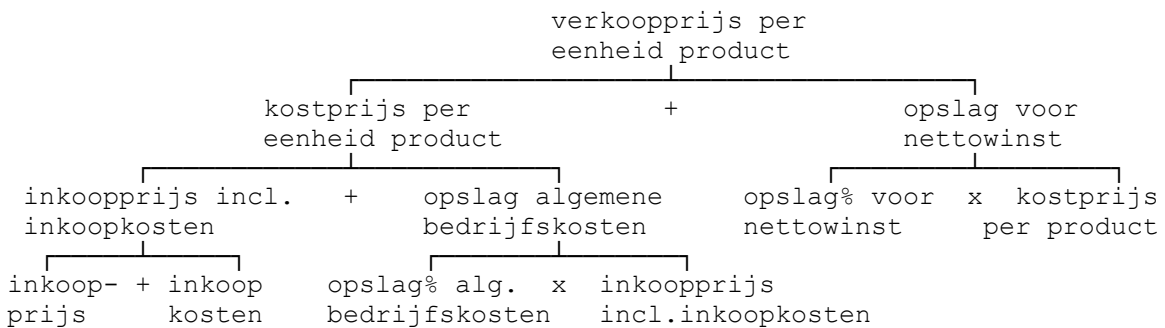 verkoopprijs per
eenheid product
kostprijs per + opslag voor
eenheid product nettowinst
inkoopprijs incl. + opslag algemene opslag% voor x kostprijs
inkoopkosten bedrijfskosten nettowinst per product
inkoop- + inkoop opslag% alg. x inkoopprijs
prijs kosten bedrijfskosten incl.inkoopkosten